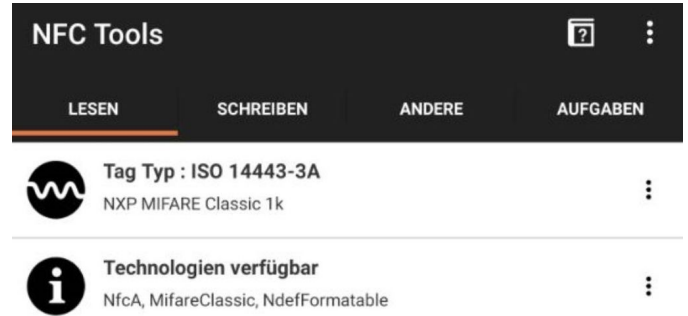 NFC Tools
LESEN SCHREIBEN ANDERE AUFGABEN
Tag Typ : ISO 14443-3A
NXP MIFARE Classic 1k
Technologien verfügbar
NfcA, MifareClassic, NdefFormatable